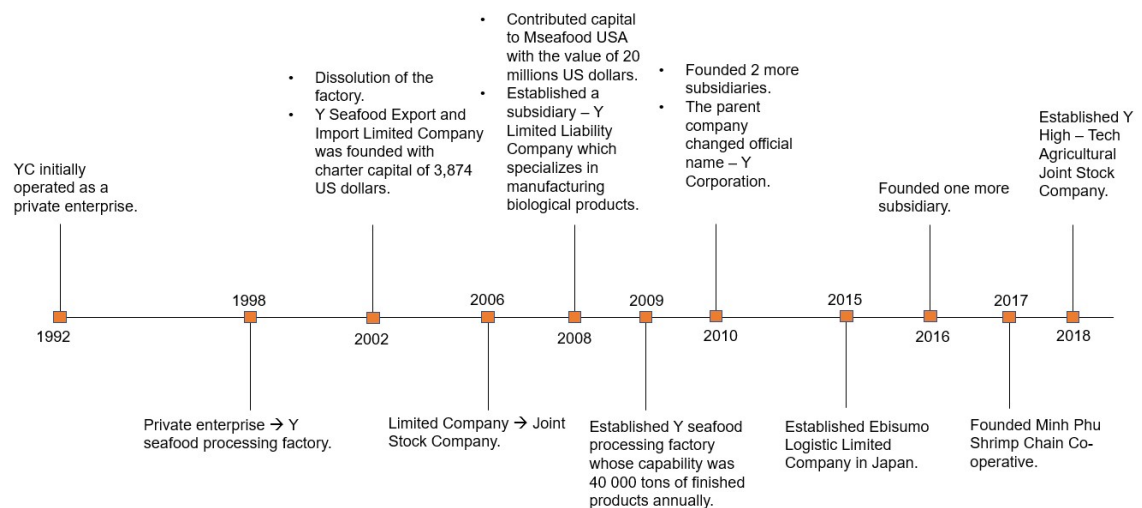 YC initially
operated as a
private enterprise.
1992
1998
Private enterprise → Y
seafood processing factory.
• Dissolution of the
factory.
• Y Seafood Export and
Import Limited Company
was founded with
charter capital of 3,874
US dollars.
2002
2006
Limited Company → Joint
Stock Company.
• Contributed capital
to Mseafood USA
with the value of 20
millions US dollars.
• Established a
subsidiary – Y
Limited Liability
Company which
specializes in
manufacturing
biological products.
2008
2009
Established Y seafood
processing factory
whose capability was
40 000 tons of finished
products annually.
• Founded 2 more
subsidiaries.
• The parent
company
changed official
name – Y
Corporation.
2010
2015
Established Ebisumo
Logistic Limited
Company in Japan.
Founded one more
subsidiary.
2016
2017
Founded Minh Phu
Shrimp Chain Co-
operative.
Established Y
High – Tech
Agricultural
Joint Stock
Company.
2018